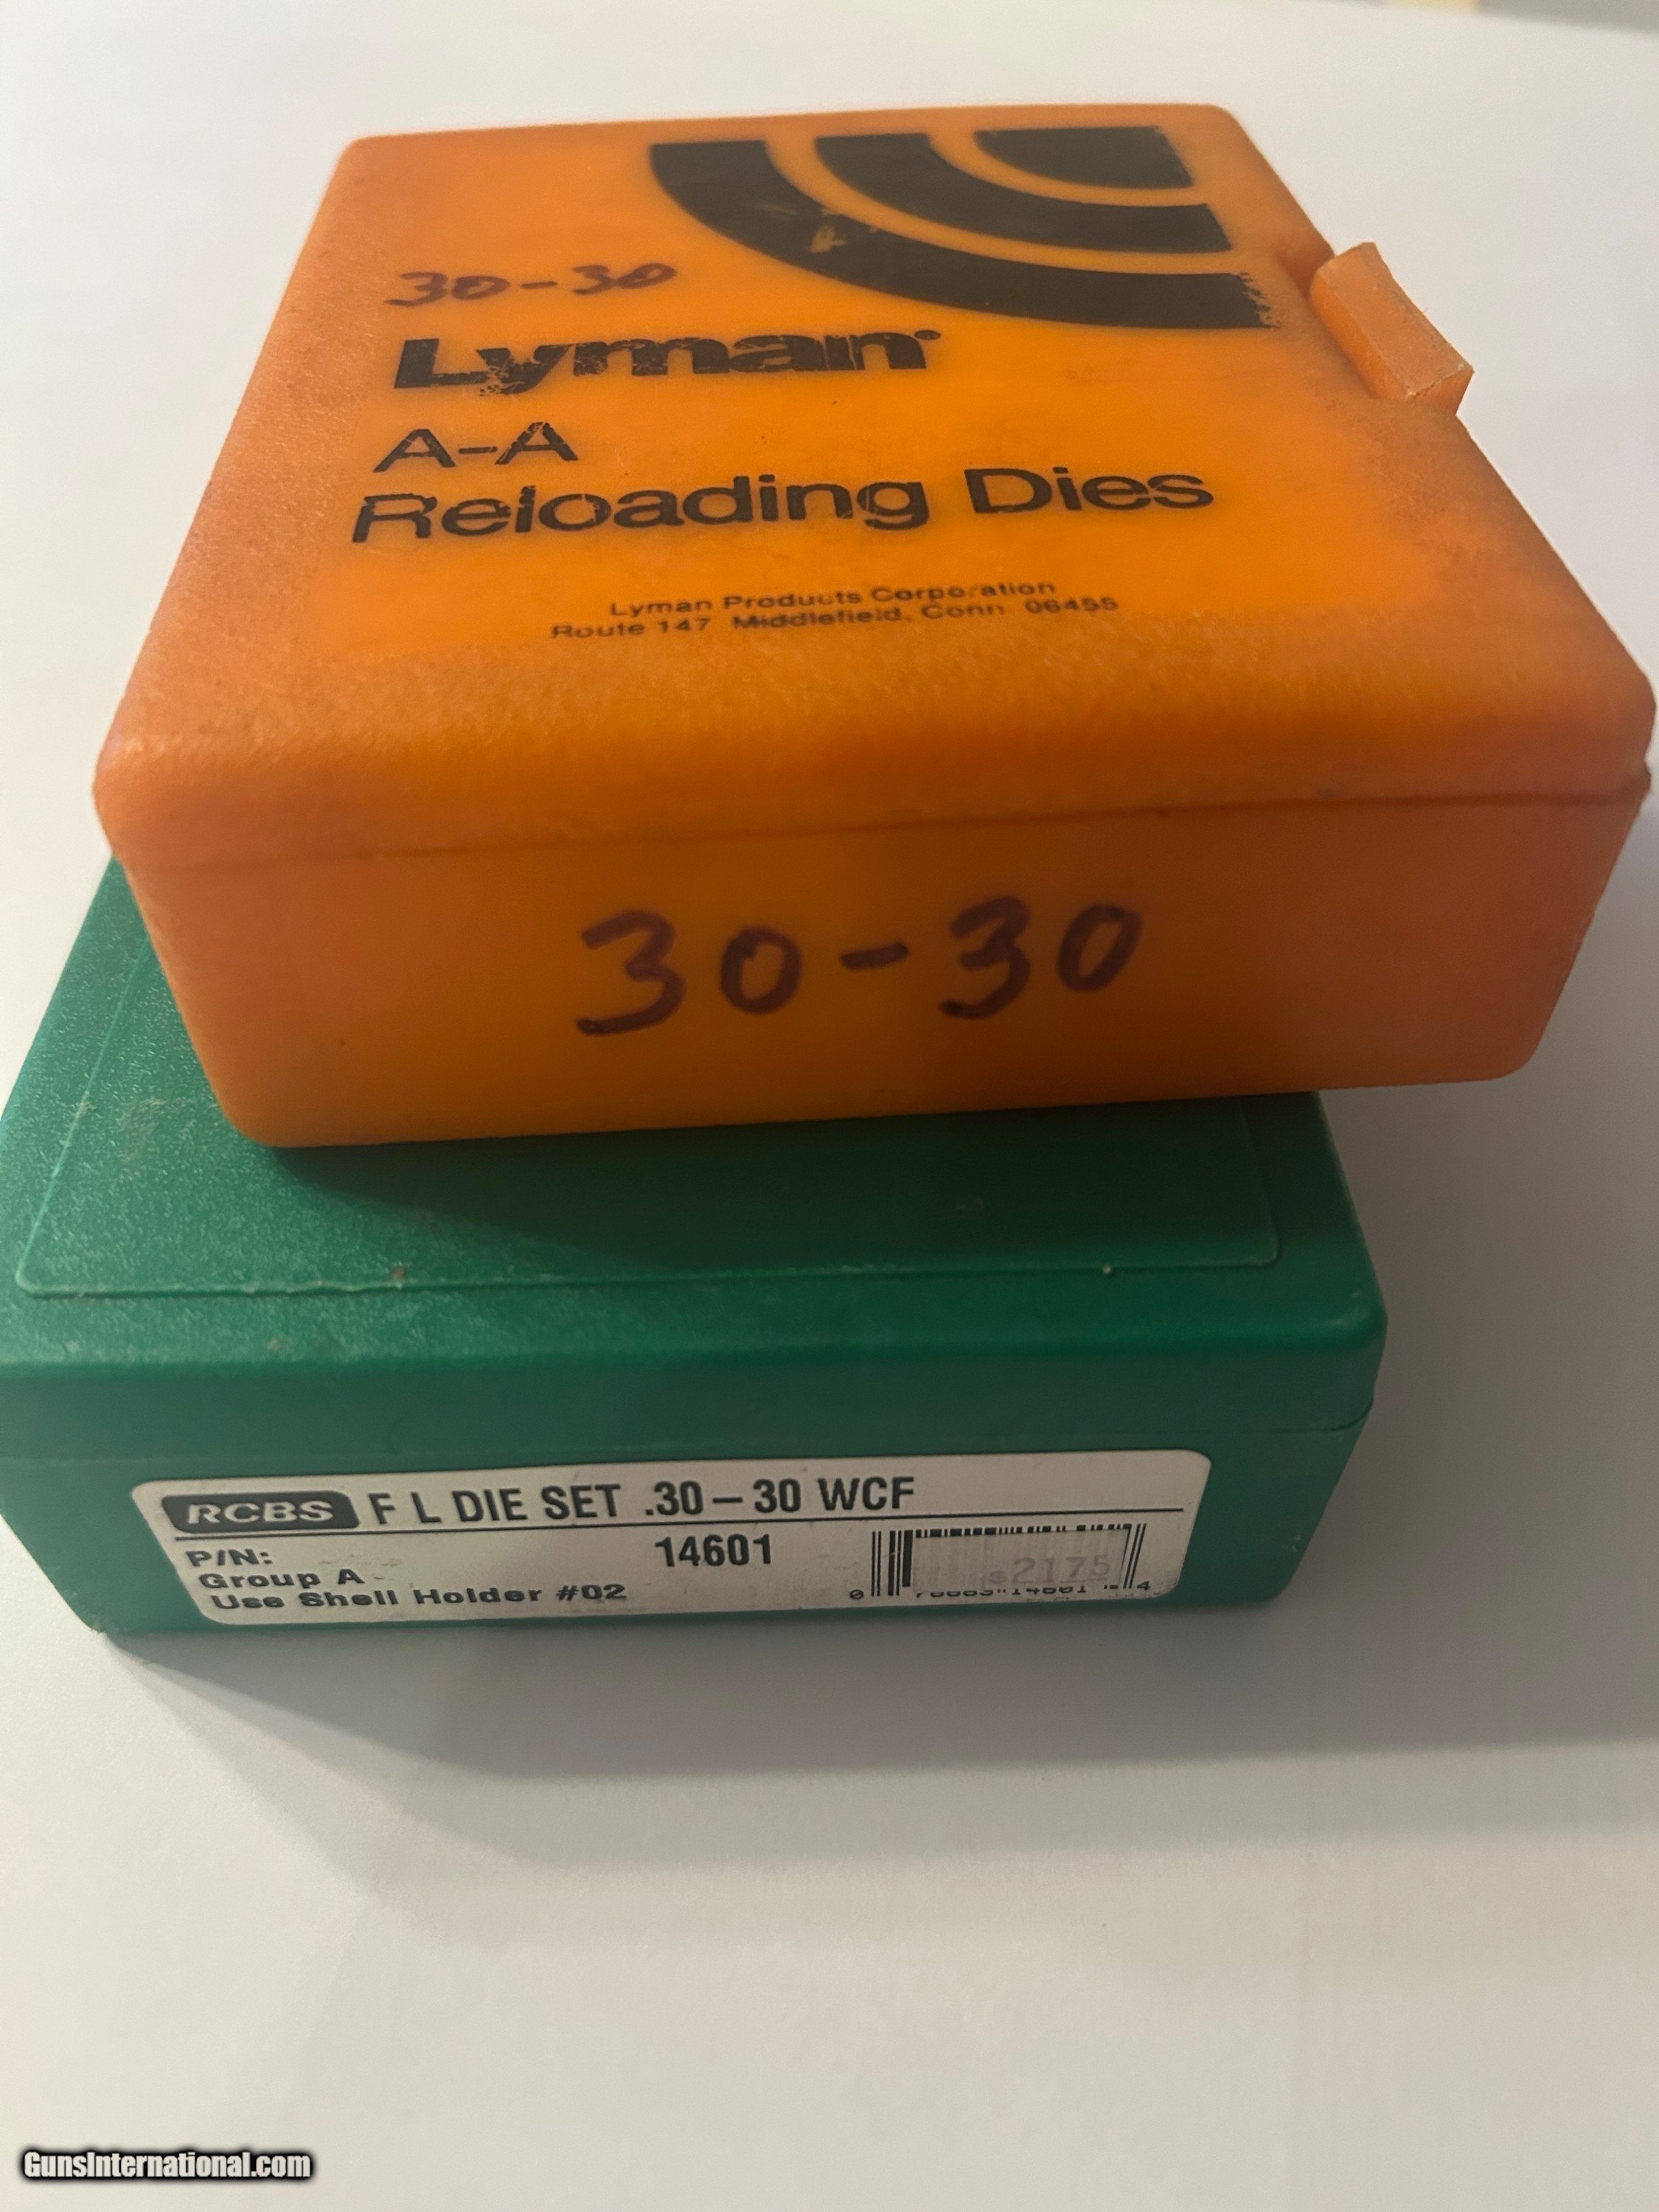 30-30
Lyman
A-A
Reloading Dies
Lyman Products Corporation
Route 147 Middlefield, Conn. 06455
30-30
RCBS F L DIE SET .30-30 WCF
P/N: 14601
Group A
Use Shell Holder #02
$2175
GunsInternational.com